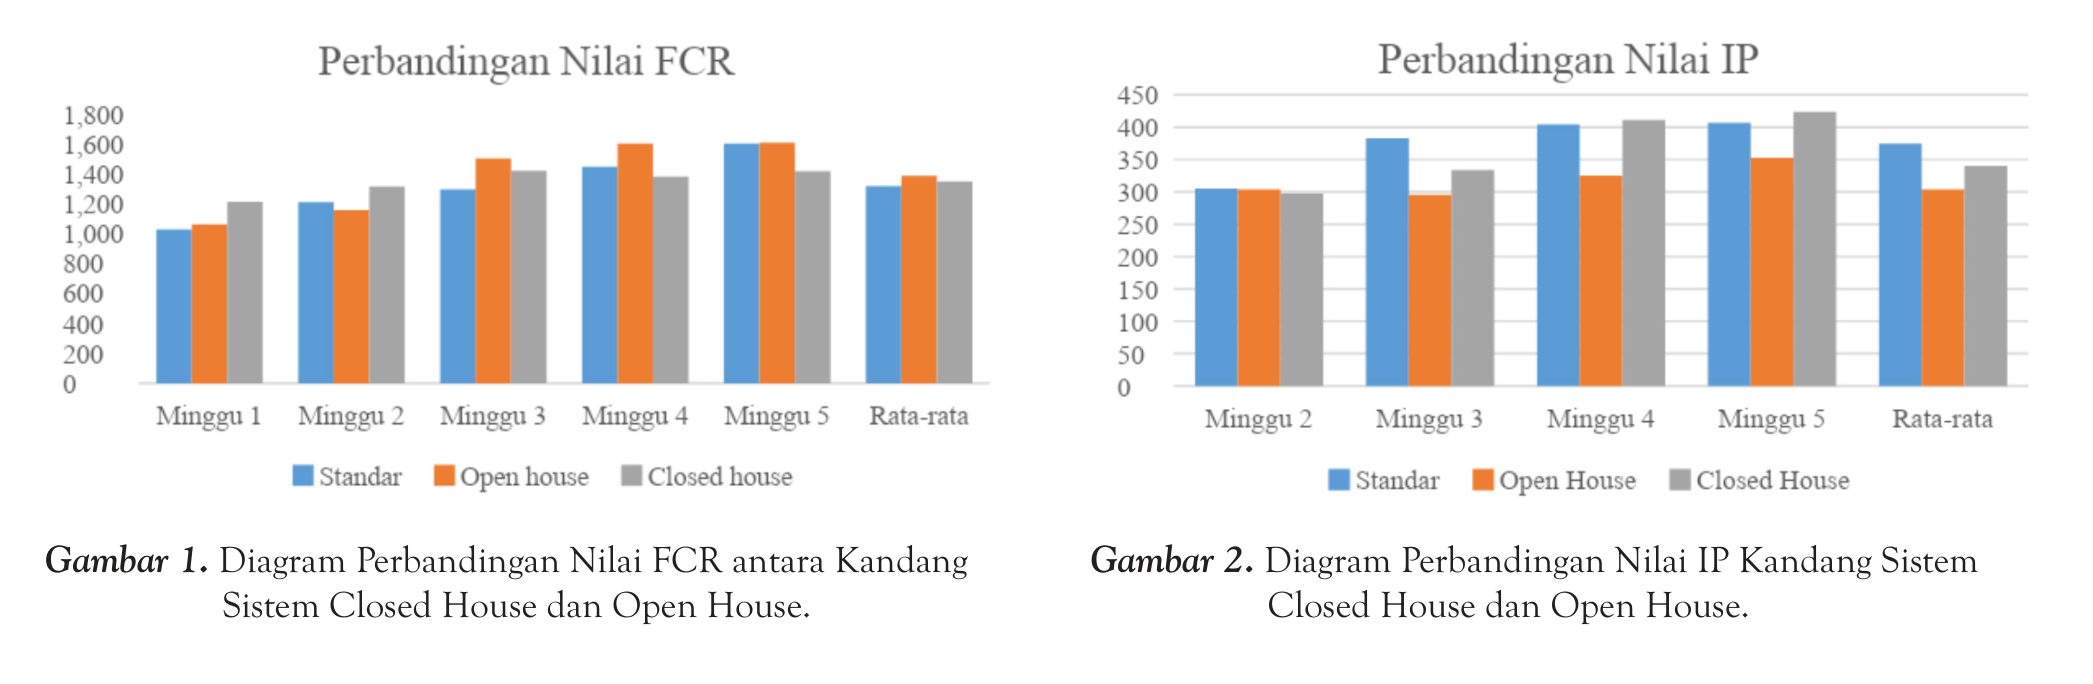 Perbandingan Nilai FCR
1,800
1,600
1,400
1,200
1,000
800
600
400
200
0
Minggu 1 Minggu 2 Minggu 3 Minggu 4 Minggu 5 Rata-rata
Standar Open house Closed house
Gambar 1. Diagram Perbandingan Nilai FCR antara Kandang
Sistem Closed House dan Open House.
Perbandingan Nilai IP
450
400
350
300
250
200
150
100
50
0
Minggu 2 Minggu 3 Minggu 4 Minggu 5 Rata-rata
Standar Open House Closed House
Gambar 2. Diagram Perbandingan Nilai IP Kandang Sistem
Closed House dan Open House.